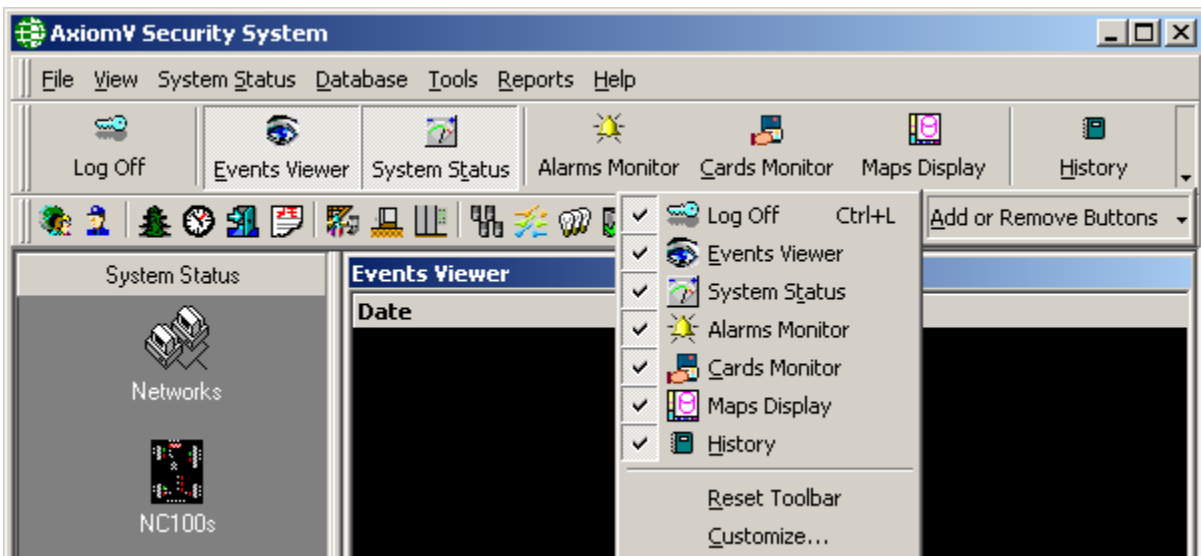 AxiomV Security System
File View System Status Database Tools Reports Help
Log Off Events Viewer System Status Alarms Monitor Cards Monitor Maps Display History
Add or Remove Buttons
Log Off Ctrl+L
Events Viewer
System Status
Alarms Monitor
Cards Monitor
Maps Display
History
Reset Toolbar
Customize...
System Status
Networks
NC100s
Events Viewer
Date